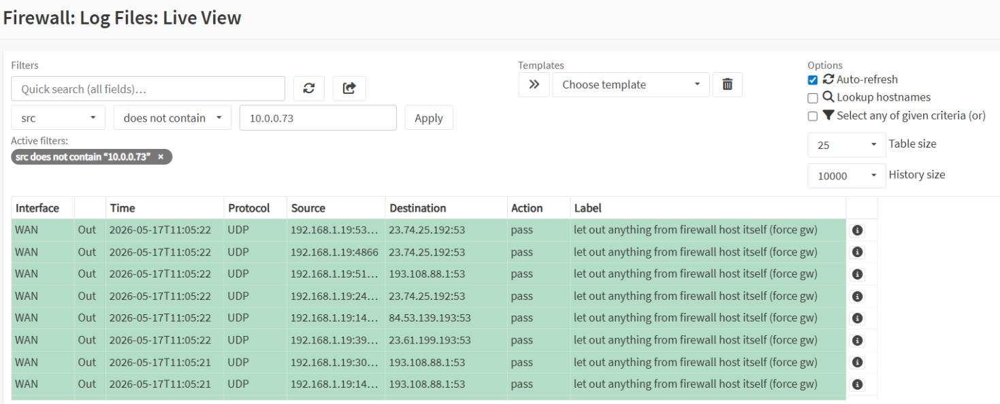 Firewall: Log Files: Live View
Filters
Quick search (all fields)…
Templates
Choose template
Options
Auto-refresh
Lookup hostnames
Select any of given criteria (or)
25 Table size
10000 History size
src does not contain 10.0.0.73 Apply
Active filters:
src does not contain “10.0.0.73” ×
Interface Time Protocol Source Destination Action Label
WAN Out 2026-05-17T11:05:22 UDP 192.168.1.19:53… 23.74.25.192:53 pass let out anything from firewall host itself (force gw)
WAN Out 2026-05-17T11:05:22 UDP 192.168.1.19:4866 23.74.25.192:53 pass let out anything from firewall host itself (force gw)
WAN Out 2026-05-17T11:05:22 UDP 192.168.1.19:51… 193.108.88.1:53 pass let out anything from firewall host itself (force gw)
WAN Out 2026-05-17T11:05:22 UDP 192.168.1.19:24… 23.74.25.192:53 pass let out anything from firewall host itself (force gw)
WAN Out 2026-05-17T11:05:22 UDP 192.168.1.19:14… 84.53.139.193:53 pass let out anything from firewall host itself (force gw)
WAN Out 2026-05-17T11:05:22 UDP 192.168.1.19:39… 23.61.199.193:53 pass let out anything from firewall host itself (force gw)
WAN Out 2026-05-17T11:05:21 UDP 192.168.1.19:30… 193.108.88.1:53 pass let out anything from firewall host itself (force gw)
WAN Out 2026-05-17T11:05:21 UDP 192.168.1.19:14… 193.108.88.1:53 pass let out anything from firewall host itself (force gw)